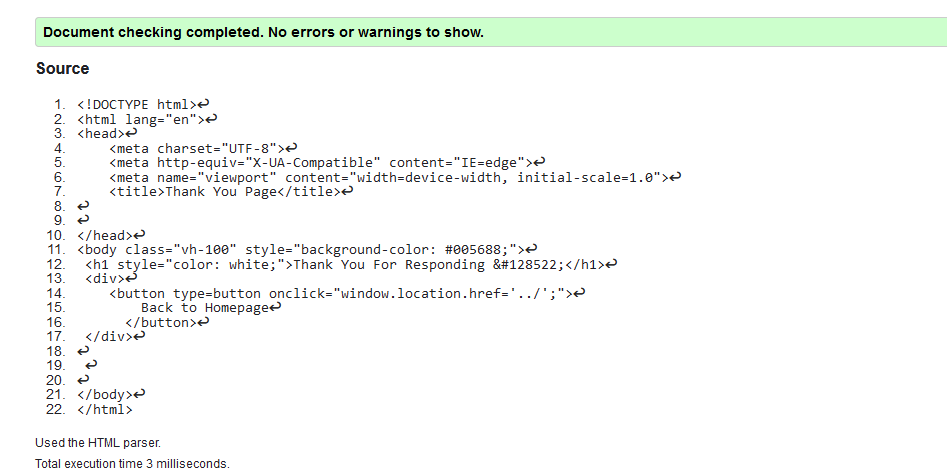 Document checking completed. No errors or warnings to show.
Source
1. <!DOCTYPE html>↩
2. <html lang="en">↩
3. <head>↩
4.     <meta charset="UTF-8">↩
5.     <meta http-equiv="X-UA-Compatible" content="IE=edge">↩
6.     <meta name="viewport" content="width=device-width, initial-scale=1.0">↩
7.     <title>Thank You Page</title>↩
8. ↩
9. ↩
10. </head>↩
11. <body class="vh-100" style="background-color: #005688;">↩
12.  <h1 style="color: white;">Thank You For Responding &#128522;</h1>↩
13.  <div>↩
14.     <button type=button onclick="window.location.href='../';">↩
15.         Back to Homepage↩
16.       </button>↩
17.  </div>↩
18. ↩
19.  ↩
20. ↩
21. </body>↩
22. </html>
Used the HTML parser.
Total execution time 3 milliseconds.